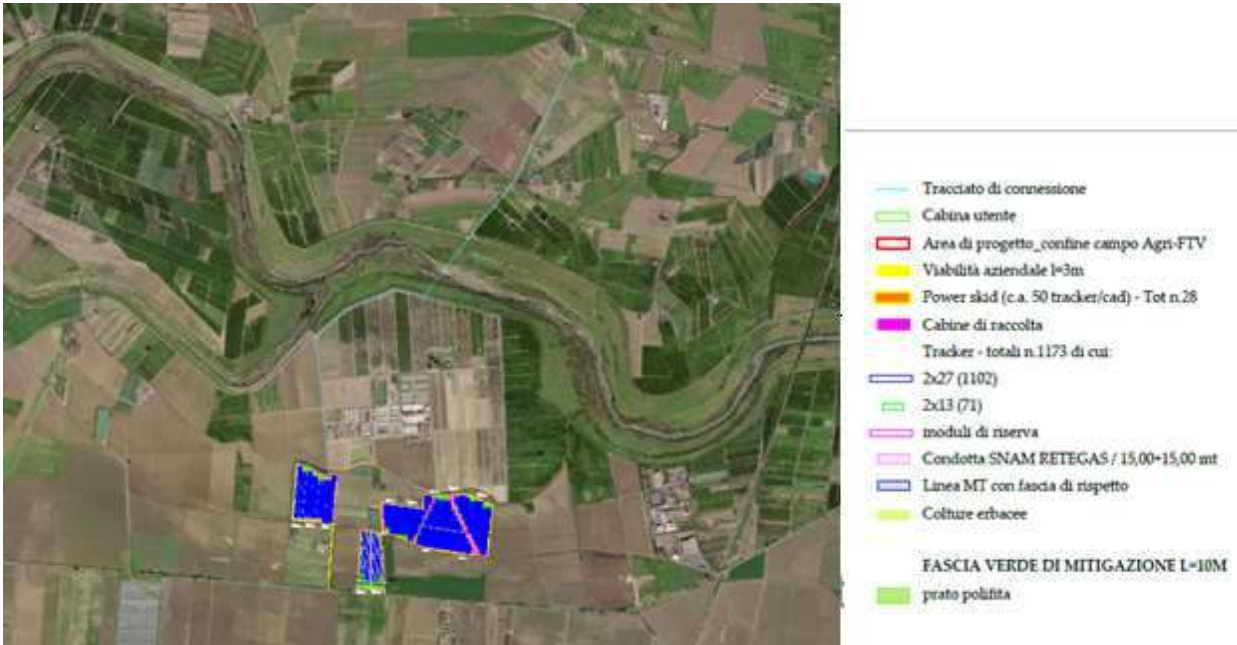 Tracciato di connessione
Cabina utente
Area di progetto_confine campo Agri-FTV
Viabilità aziendale l=3m
Power skid (c.a. 50 tracker/cad) - Tot n.28
Cabine di raccolta
Tracker - totali n.1173 di cui:
2x27 (1102)
2x13 (71)
moduli di riserva
Condotta SNAM RETEGAS / 15,00+15,00 mt
Linea MT con fascia di rispetto
Colture erbacee
FASCIA VERDE DI MITIGAZIONE L=10M
prato polifita